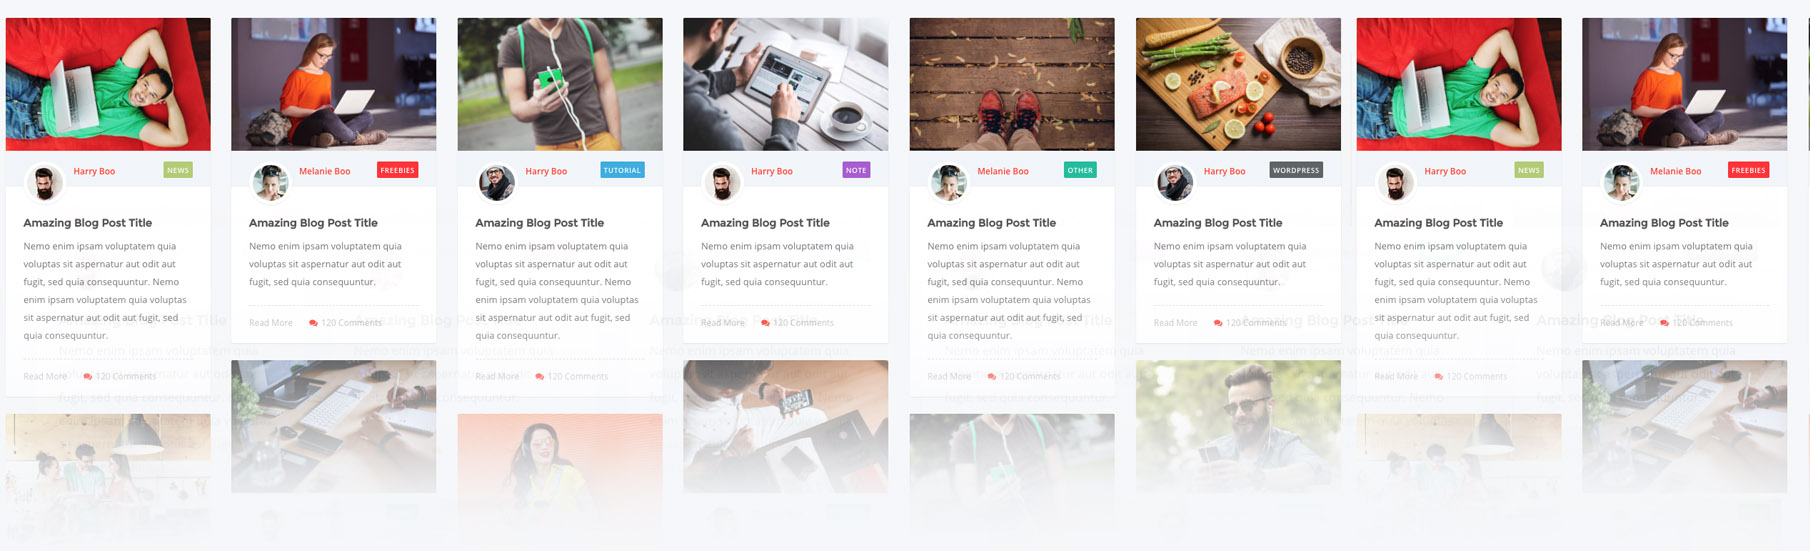 Harry Boo
NEWS
Amazing Blog Post Title
Nemo enim ipsam voluptatem quia
voluptas sit aspernatur aut odit aut
fugit, sed quia consequuntur. Nemo
enim ipsam voluptatem quia voluptas
sit aspernatur aut odit aut fugit, sed
quia consequuntur.
Read More 120 Comments
Melanie Boo
FREEBIES
Amazing Blog Post Title
Nemo enim ipsam voluptatem quia
voluptas sit aspernatur aut odit aut
fugit, sed quia consequuntur.
Read More 120 Comments
Harry Boo
TUTORIAL
Amazing Blog Post Title
Nemo enim ipsam voluptatem quia
voluptas sit aspernatur aut odit aut
fugit, sed quia consequuntur. Nemo
enim ipsam voluptatem quia voluptas
sit aspernatur aut odit aut fugit, sed
quia consequuntur.
Read More 120 Comments
Harry Boo
NOTE
Amazing Blog Post Title
Nemo enim ipsam voluptatem quia
voluptas sit aspernatur aut odit aut
fugit, sed quia consequuntur.
Read More 120 Comments
Melanie Boo
OTHER
Amazing Blog Post Title
Nemo enim ipsam voluptatem quia
voluptas sit aspernatur aut odit aut
fugit, sed quia consequuntur. Nemo
enim ipsam voluptatem quia voluptas
sit aspernatur aut odit aut fugit, sed
quia consequuntur.
Read More 120 Comments
Harry Boo
WORDPRESS
Amazing Blog Post Title
Nemo enim ipsam voluptatem quia
voluptas sit aspernatur aut odit aut
fugit, sed quia consequuntur.
Read More 120 Comments
Harry Boo
NEWS
Amazing Blog Post Title
Nemo enim ipsam voluptatem quia
voluptas sit aspernatur aut odit aut
fugit, sed quia consequuntur. Nemo
enim ipsam voluptatem quia voluptas
sit aspernatur aut odit aut fugit, sed
quia consequuntur.
Read More 120 Comments
Melanie Boo
FREEBIES
Amazing Blog Post Title
Nemo enim ipsam voluptatem quia
voluptas sit aspernatur aut odit aut
fugit, sed quia consequuntur.
Read More 120 Comments